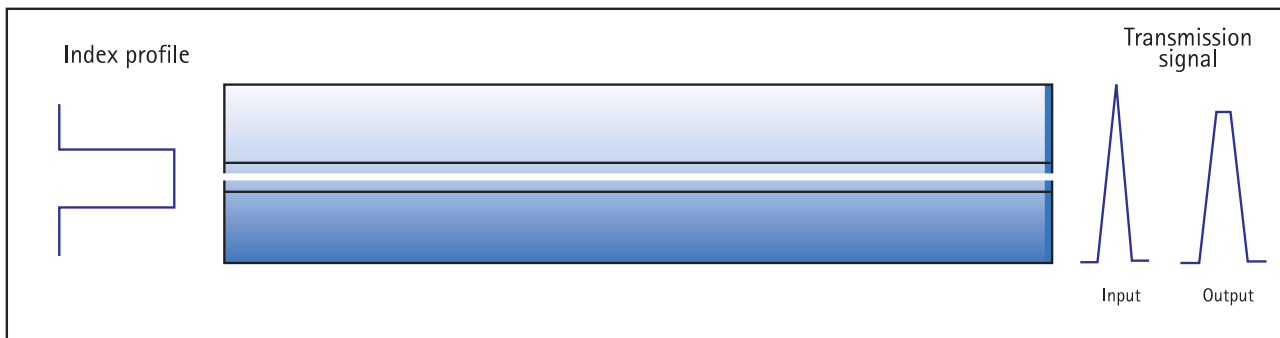 Index profile
Transmission
signal
Input
Output